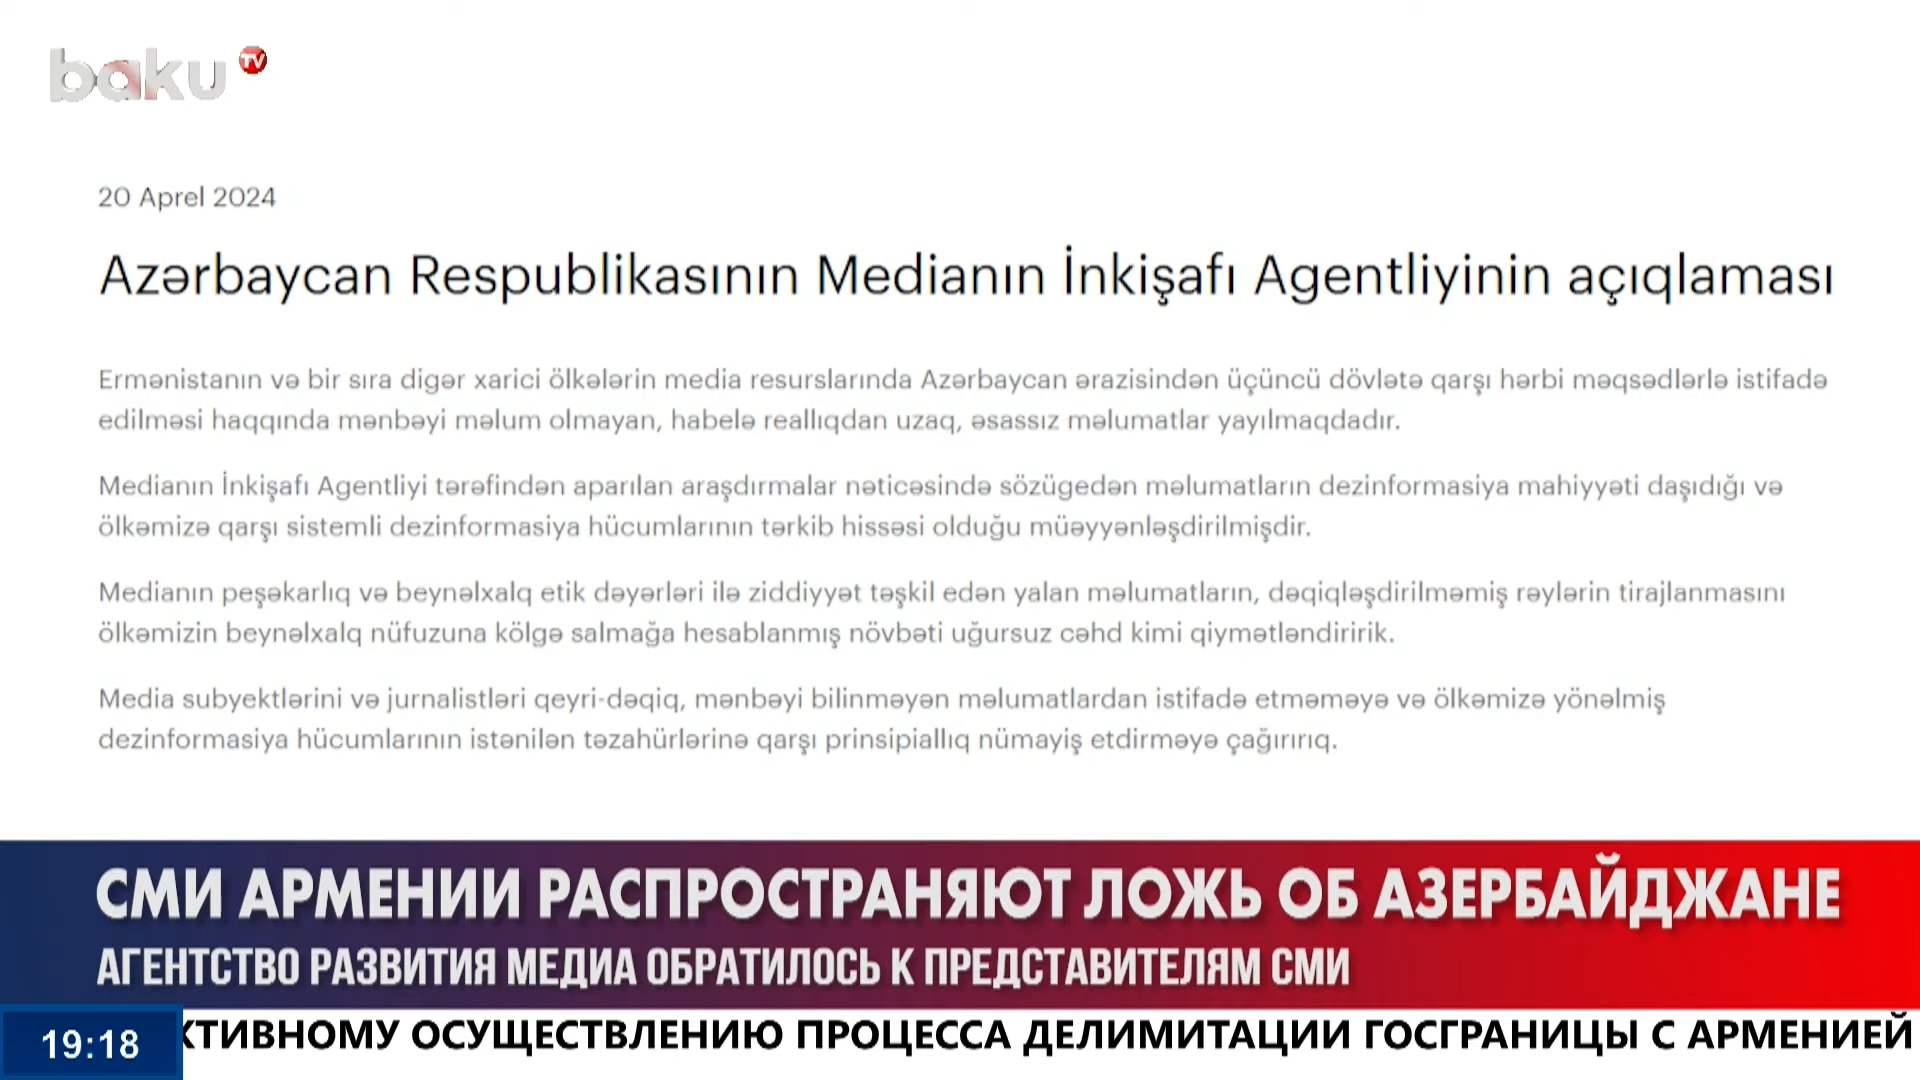 baku TV
20 Aprel 2024
Azərbaycan Respublikasının Medianın İnkişafı Agentliyinin açıqlaması
Ermənistanın və bir sıra digər xarici ölkələrin media resurslarında Azərbaycan ərazisindən üçüncü dövlətə qarşı hərbi məqsədlərlə istifadə
edilməsi haqqında mənbəyi məlum olmayan, habelə reallıqdan uzaq, əsassız məlumatlar yayılmaqdadır.
Medianın İnkişafı Agentliyi tərəfindən aparılan araşdırmalar nəticəsində sözügedən məlumatların dezinformasiya mahiyyəti daşıdığı və
ölkəmizə qarşı sistemli dezinformasiya hücumlarının tərkib hissəsi olduğu müəyyənləşdirilmişdir.
Medianın peşəkarlıq və beynəlxalq etik dəyərləri ilə ziddiyyət təşkil edən yalan məlumatların, dəqiqləşdirilməmiş rəylərin tirajlanmasını
ölkəmizin beynəlxalq nüfuzuna kölgə salmağa hesablanmış növbəti uğursuz cəhd kimi qiymətləndiririk.
Media subyektlərini və jurnalistləri qeyri-dəqiq, mənbəyi bilinməyən məlumatlardan istifadə etməməyə və ölkəmizə yönəlmiş
dezinformasiya hücumlarının istənilən təzahürlərinə qarşı prinsipiallıq nümayiş etdirməyə çağırırıq.
СМИ АРМЕНИИ РАСПРОСТРАНЯЮТ ЛОЖЬ ОБ АЗЕРБАЙДЖАНЕ
АГЕНТСТВО РАЗВИТИЯ МЕДИА ОБРАТИЛОСЬ К ПРЕДСТАВИТЕЛЯМ СМИ
19:18 КТИВНОМУ ОСУЩЕСТВЛЕНИЮ ПРОЦЕССА ДЕЛИМИТАЦИИ ГОСГРАНИЦЫ С АРМЕНИЕЙ